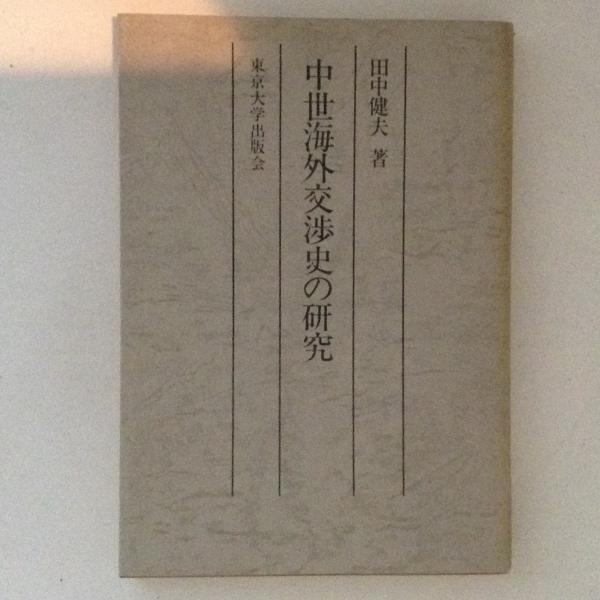 田中健夫 著
中世海外交渉史の研究
東京大学出版会